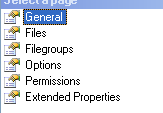 Select a page
General
Files
Filegroups
Options
Permissions
Extended Properties